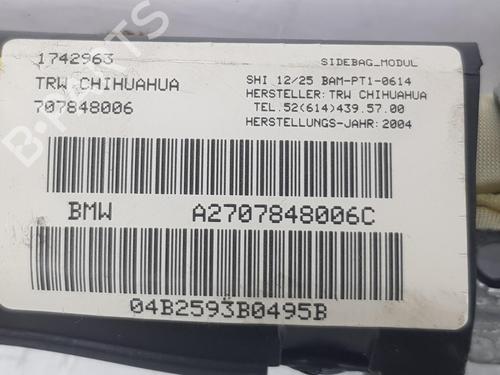 1742963
SIDEBAG_MODUL
TRW CHIHUAHUA
SHI 12/25 BAM-PT1-0614
707848006
HERSTELLER: TRW CHIHUAHUA
TEL.52(614)439.57.00
HERSTELLUNGS-JAHR:2004
BMW A2707848006C
04B2593B0495B
B-PARTS